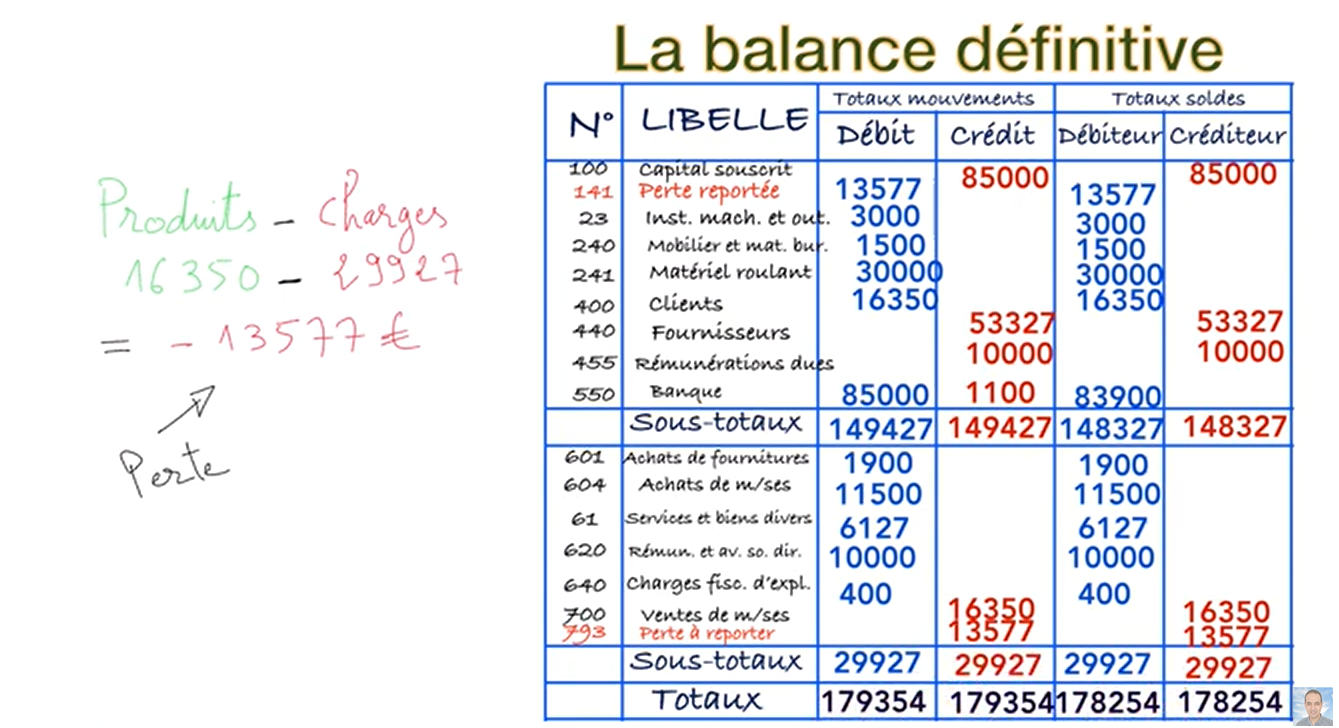 La balance définitive
Produits - Charges
16350 - 29927
= - 13577 €
Perte
N° LIBELLE Totaux mouvements Totaux soldes
Débit Crédit Débiteur Créditeur
100 Capital souscrit 85000 85000
141 Perte reportée 13577 13577
23 Inst. mach. et out. 3000 3000
240 Mobilier et mat. bur. 1500 1500
241 Matériel roulant 30000 30000
400 Clients 16350 16350
440 Fournisseurs 53327 53327
455 Rémunérations dues 10000 10000
550 Banque 85000 1100 83900
Sous-totaux 149427 149427 148327 148327
601 Achats de fournitures 1900 1900
604 Achats de m/ses 11500 11500
61 Services et biens divers 6127 6127
620 Rémun. et av. so. dir. 10000 10000
640 Charges fisc. d'expl. 400 400
700 Ventes de m/ses 16350 16350
793 Perte à reporter 13577 13577
Sous-totaux 29927 29927 29927 29927
Totaux 179354 179354 178254 178254